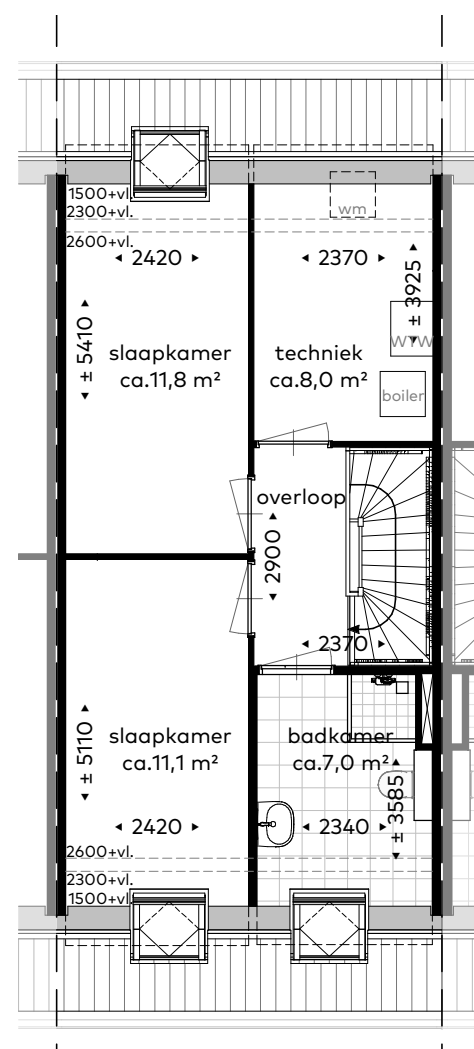 1500+vl.
2300+vl.
2600+vl.
2420
2370
± 5410
± 3925
wm
slaapkamer
ca.11,8 m²
techniek
ca.8,0 m²
WTW
boiler
overloop
2900
2370
slaapkamer
ca.11,1 m²
± 5110
badkamer
ca.7,0 m²
± 3585
2420
2340
2600+vl.
2300+vl.
1500+vl.